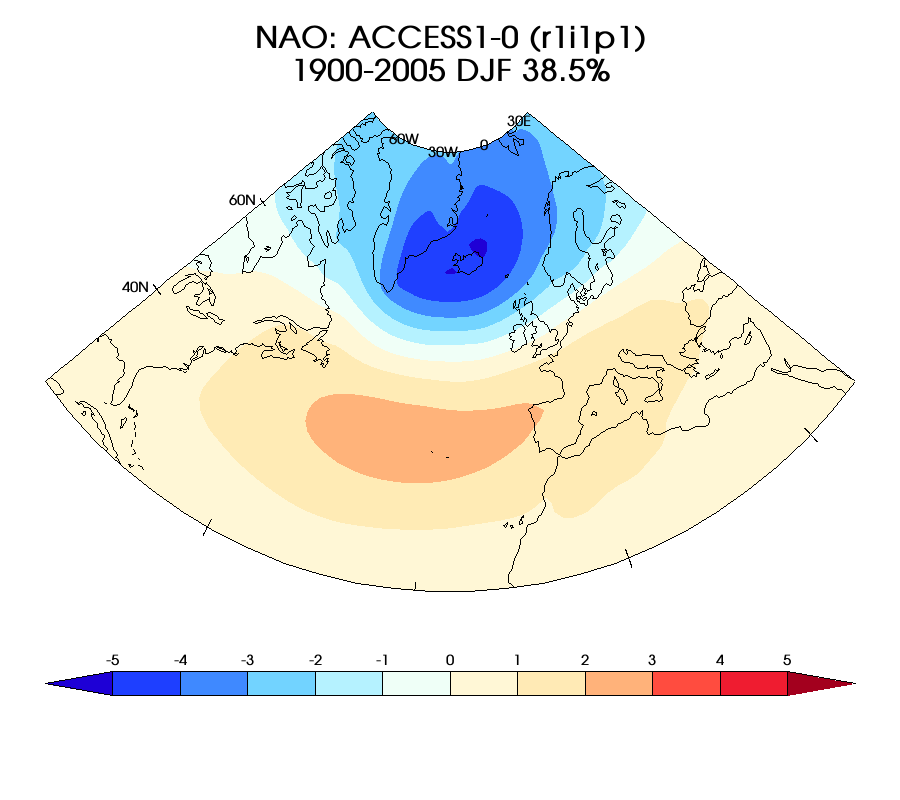 NAO: ACCESS1-0 (r1i1p1)
1900-2005 DJF 38.5%
30E
60W
30W
0
60N
40N
-5 -4 -3 -2 -1 0 1 2 3 4 5